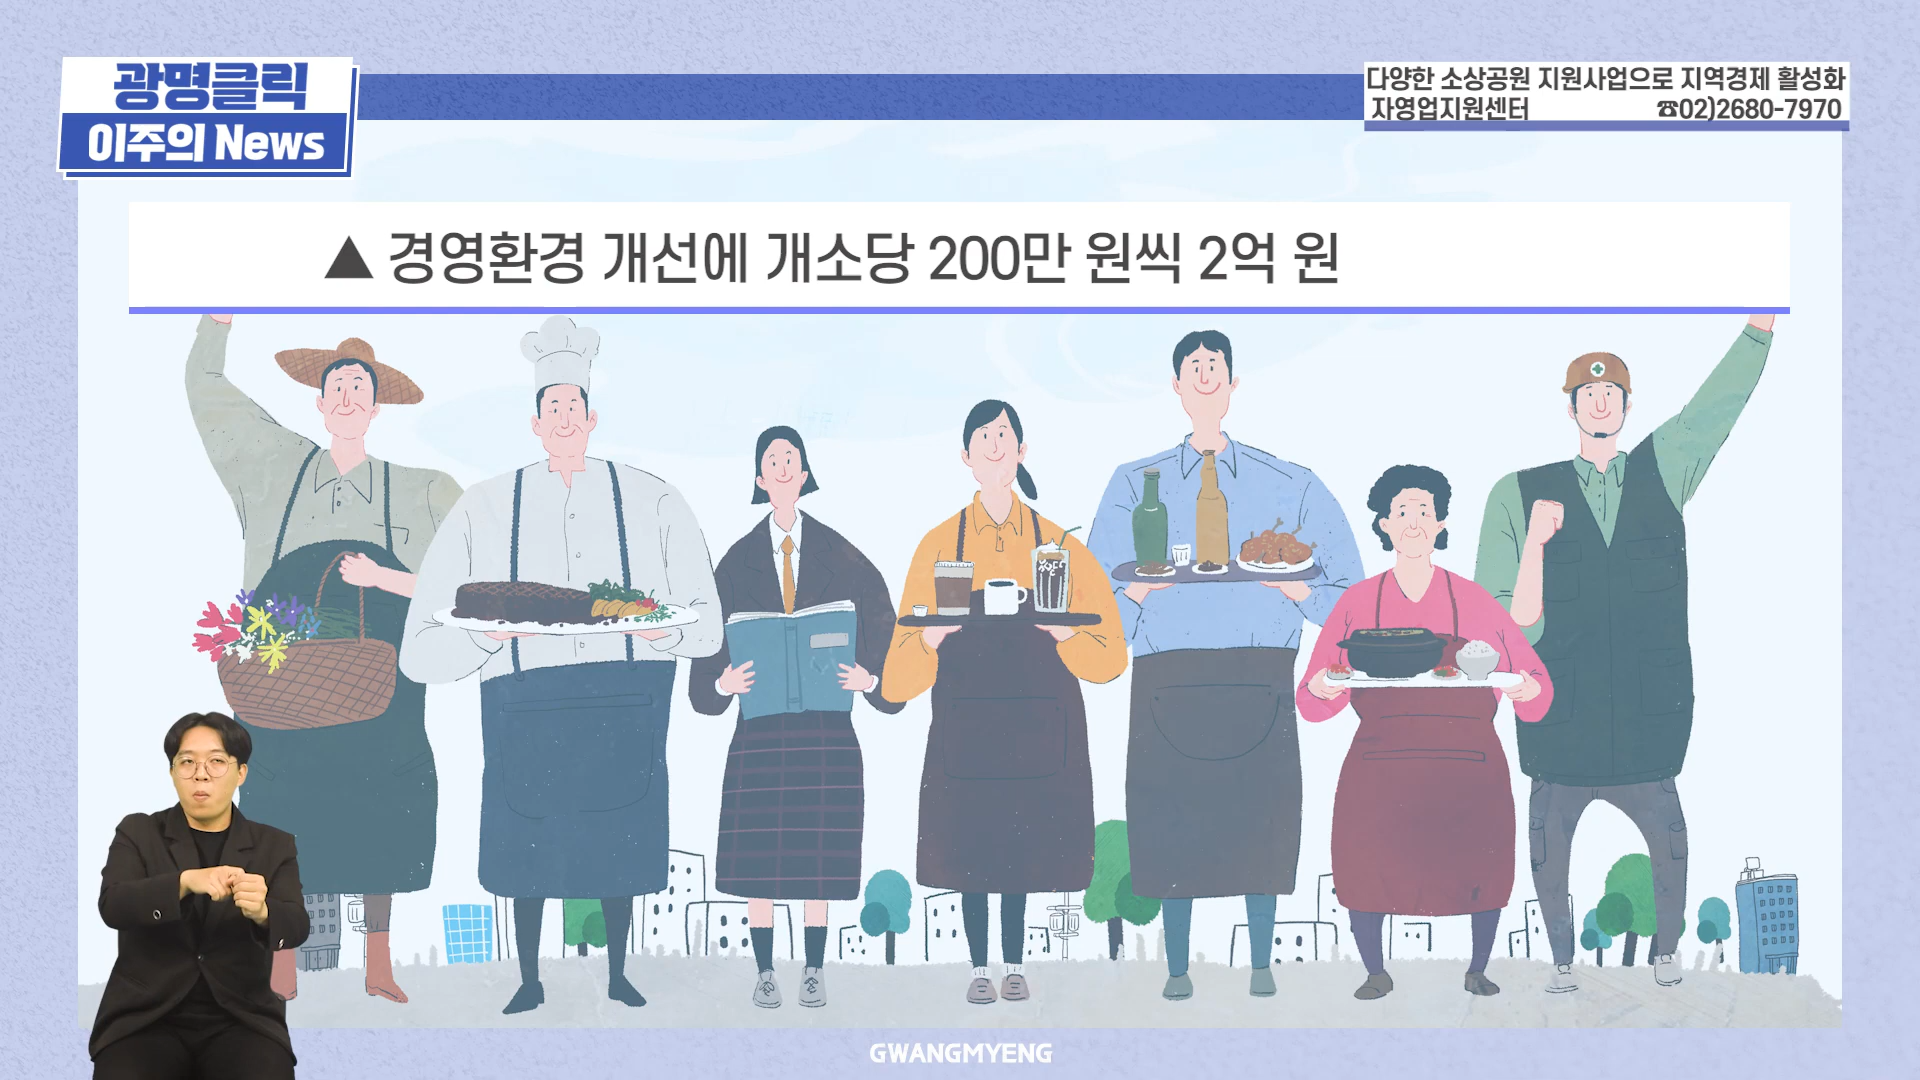 광명클릭
이주의 News
다양한 소상공원 지원사업으로 지역경제 활성화
자영업지원센터 ☎02)2680-7970
▲ 경영환경 개선에 개소당 200만 원씩 2억 원
GWANGMYENG